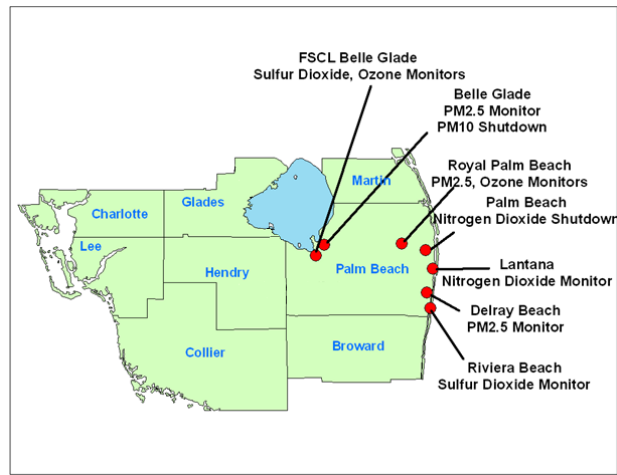 FSCL Belle Glade
Sulfur Dioxide, Ozone Monitors
Belle Glade
PM2.5 Monitor
PM10 Shutdown
Royal Palm Beach
PM2.5, Ozone Monitors
Palm Beach
Nitrogen Dioxide Shutdown
Lantana
Nitrogen Dioxide Monitor
Delray Beach
PM2.5 Monitor
Riviera Beach
Sulfur Dioxide Monitor
Charlotte
Glades
Martin
Lee
Hendry
Palm Beach
Collier
Broward